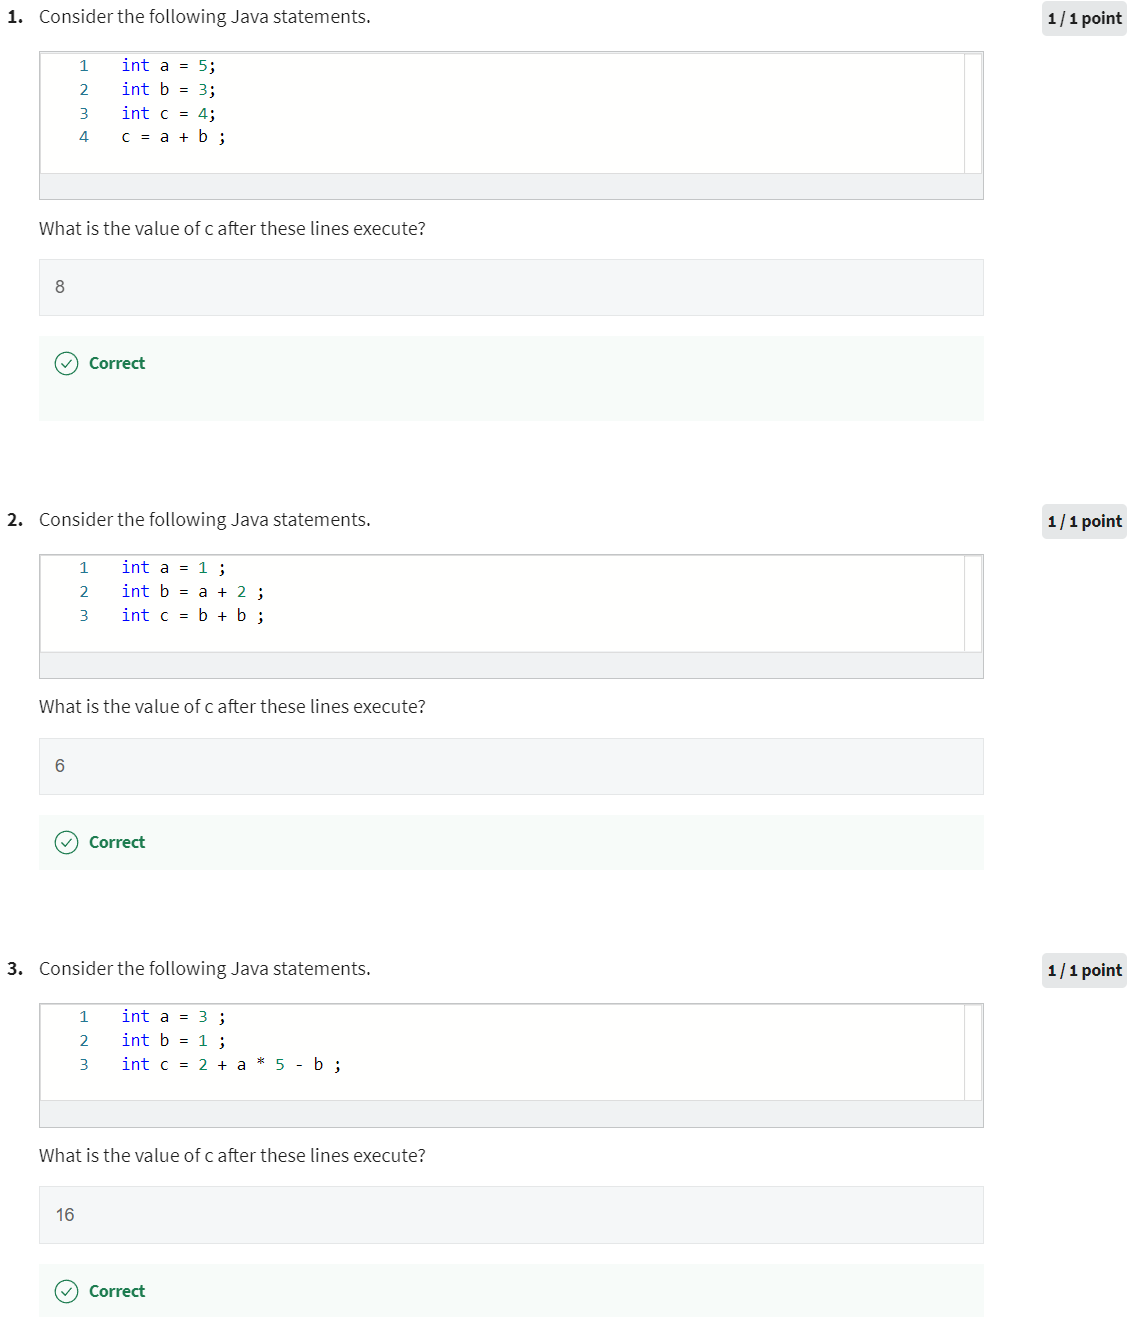 1. Consider the following Java statements.
1 / 1 point
1 int a = 5;
2 int b = 3;
3 int c = 4;
4 c = a + b ;
What is the value of c after these lines execute?
8
Correct
2. Consider the following Java statements.
1 / 1 point
1 int a = 1 ;
2 int b = a + 2 ;
3 int c = b + b ;
What is the value of c after these lines execute?
6
Correct
3. Consider the following Java statements.
1 / 1 point
1 int a = 3 ;
2 int b = 1 ;
3 int c = 2 + a * 5 - b ;
What is the value of c after these lines execute?
16
Correct